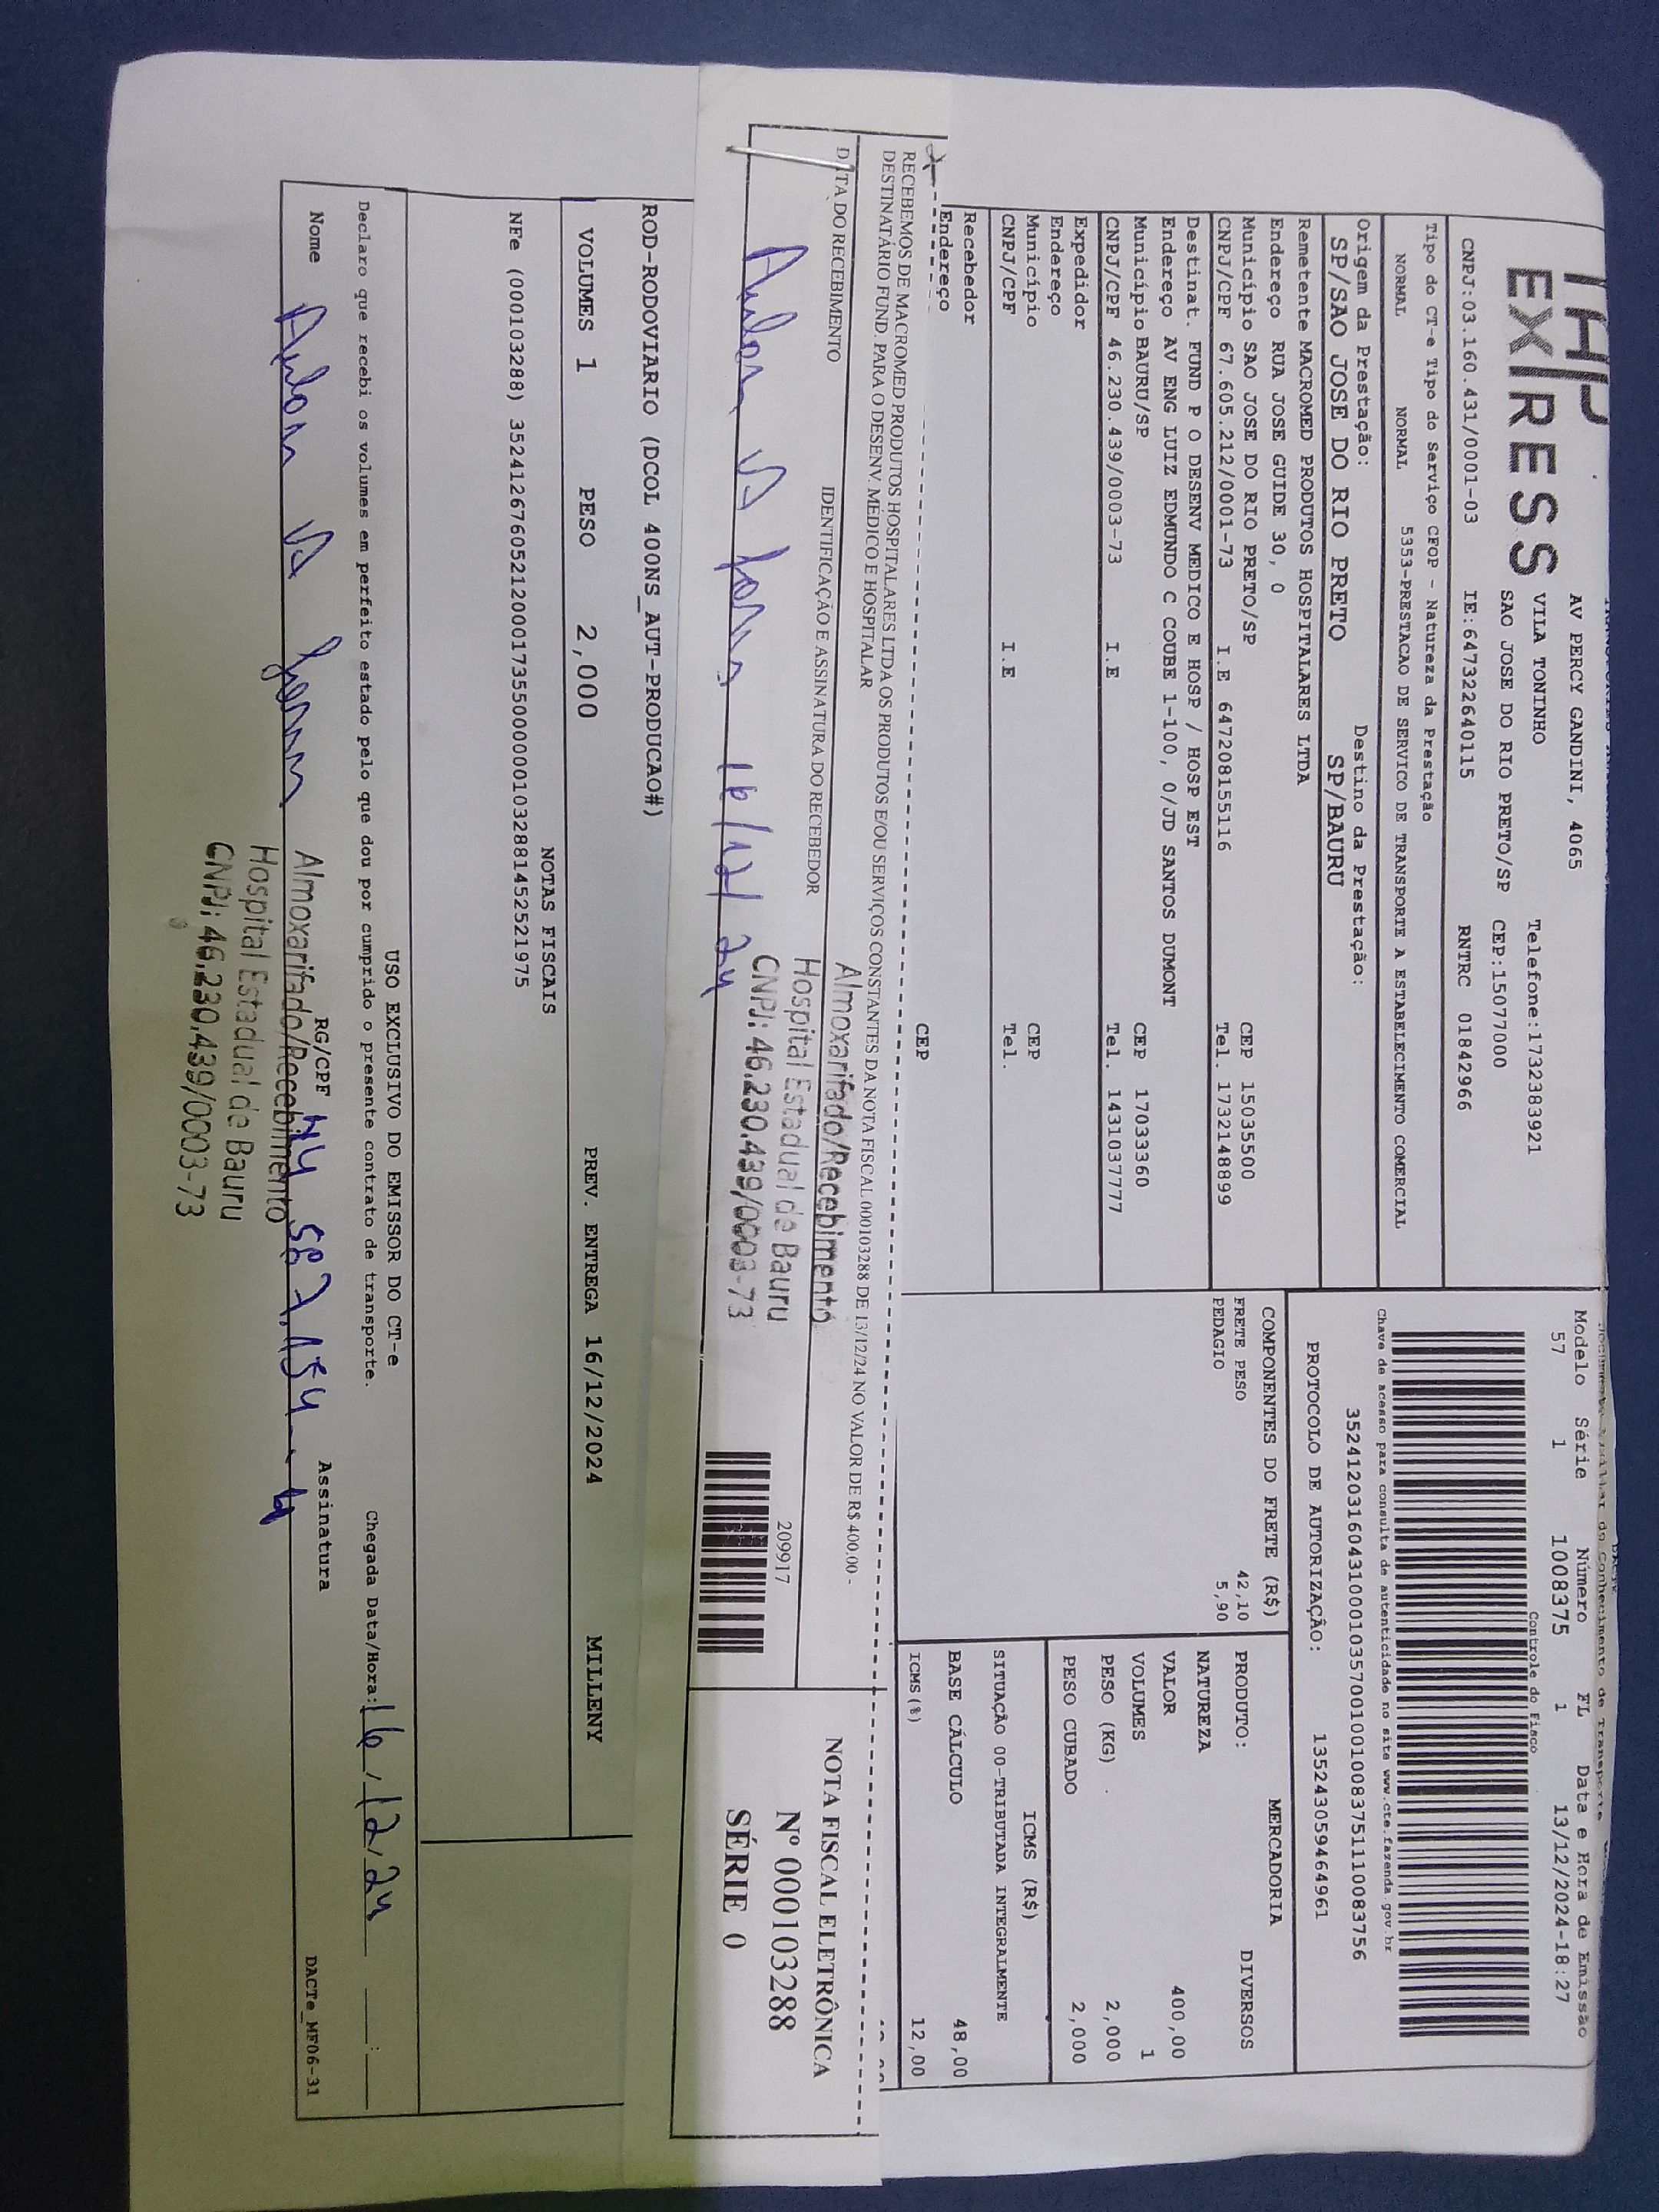 EXPRESS
AV PERCY GANDINI, 4065
VILA TONINHO
Telefone:1732383921
SAO JOSE DO RIO PRETO/SP CEP:15077000
CNPJ:03.160.431/0001-03 IE:647322640115 RNTRC 01842966
Documento Auxiliar do Conhecimento de Transporte
Modelo Série Número FL Data e Hora de Emissão
57 1 1008375 1 13/12/2024-18:27
Controle do Fisco
Chave de acesso para consulta de autenticidade no site www.cte.fazenda.gov.br
35241203160431000103570010010083751110083756
PROTOCOLO DE AUTORIZAÇÃO: 135243059464961
Tipo do CT-e Tipo do Serviço CFOP - Natureza da Prestação
NORMAL NORMAL 5353-PRESTACAO DE SERVICO DE TRANSPORTE A ESTABELECIMENTO COMERCIAL
Origem da Prestação: Destino da Prestação:
SP/SAO JOSE DO RIO PRETO SP/BAURU
Remetente MACROMED PRODUTOS HOSPITALARES LTDA
Endereço RUA JOSE GUIDE 30, 0
Município SAO JOSE DO RIO PRETO/SP CEP 15035500
CNPJ/CPF 67.605.212/0001-73 I.E 647208155116 Tel. 1732148899
Destinat. FUND P O DESENV MEDICO E HOSP / HOSP EST
Endereço AV ENG LUIZ EDMUNDO C COUBE 1-100, 0/JD SANTOS DUMONT
Município BAURU/SP CEP 17033360
CNPJ/CPF 46.230.439/0003-73 I.E Tel. 1431037777
Expedidor
Endereço
Município CEP
CNPJ/CPF I.E Tel.
Recebedor
Endereço CEP
COMPONENTES DO FRETE (R$)
FRETE PESO 42,10
PEDAGIO 5,90
MERCADORIA
PRODUTO: DIVERSOS
NATUREZA
VALOR 400,00
VOLUMES 1
PESO (KG) 2,000
PESO CUBADO 2,000
ICMS (R$)
SITUAÇÃO 00-TRIBUTADA INTEGRALMENTE
BASE CÁLCULO 48,00
ICMS(%) 12,00
RECEBEMOS DE MACROMED PRODUTOS HOSPITALARES LTDA OS PRODUTOS E/OU SERVIÇOS CONSTANTES DA NOTA FISCAL 000103288 DE 13/12/24 NO VALOR DE R$ 400,00 -
DESTINATÁRIO FUND. PARA O DESENV. MÉDICO E HOSPITALAR
DATA DO RECEBIMENTO IDENTIFICAÇÃO E ASSINATURA DO RECEBEDOR
16/12/24
Almoxarifado/Recebimento
Hospital Estadual de Bauru
CNPJ: 46.230.439/0003-73
209917
NOTA FISCAL ELETRÔNICA
Nº 000103288
SÉRIE 0
ROD-RODOVIARIO (DCOL 400NS_AUT-PRODUCAO#)
VOLUMES 1 PESO 2,000 PREV. ENTREGA 16/12/2024 MILLENY
NOTAS FISCAIS
NFe (000103288) 35241267605212000173550000001032881452521975
USO EXCLUSIVO DO EMISSOR DO CT-e
Declaro que recebi os volumes em perfeito estado pelo que dou por cumprido o presente contrato de transporte. Chegada Data/Hora: 16/12/24 :
Nome RG/CPF 44.587.154-4 Assinatura
Almoxarifado/Recebimento
Hospital Estadual de Bauru
CNPJ: 46.230.439/0003-73
DACTe_MF06-31